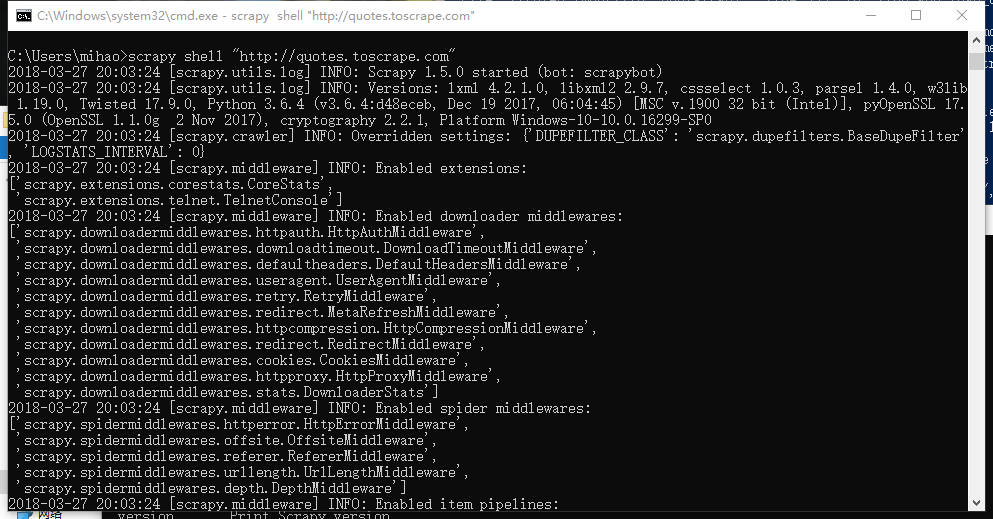 C:\Windows\system32\cmd.exe - scrapy  shell "http://quotes.toscrape.com"
C:\Users\mihao>scrapy shell "http://quotes.toscrape.com"
2018-03-27 20:03:24 [scrapy.utils.log] INFO: Scrapy 1.5.0 started (bot: scrapybot)
2018-03-27 20:03:24 [scrapy.utils.log] INFO: Versions: lxml 4.2.1.0, libxml2 2.9.7, cssselect 1.0.3, parsel 1.4.0, w3lib
 1.19.0, Twisted 17.9.0, Python 3.6.4 (v3.6.4:d48eceb, Dec 19 2017, 06:04:45) [MSC v.1900 32 bit (Intel)], pyOpenSSL 17.
5.0 (OpenSSL 1.1.0g  2 Nov 2017), cryptography 2.2.1, Platform Windows-10-10.0.16299-SP0
2018-03-27 20:03:24 [scrapy.crawler] INFO: Overridden settings: {'DUPEFILTER_CLASS': 'scrapy.dupefilters.BaseDupeFilter'
, 'LOGSTATS_INTERVAL': 0}
2018-03-27 20:03:24 [scrapy.middleware] INFO: Enabled extensions:
['scrapy.extensions.corestats.CoreStats',
 'scrapy.extensions.telnet.TelnetConsole']
2018-03-27 20:03:24 [scrapy.middleware] INFO: Enabled downloader middlewares:
['scrapy.downloadermiddlewares.httpauth.HttpAuthMiddleware',
 'scrapy.downloadermiddlewares.downloadtimeout.DownloadTimeoutMiddleware',
 'scrapy.downloadermiddlewares.defaultheaders.DefaultHeadersMiddleware',
 'scrapy.downloadermiddlewares.useragent.UserAgentMiddleware',
 'scrapy.downloadermiddlewares.retry.RetryMiddleware',
 'scrapy.downloadermiddlewares.redirect.MetaRefreshMiddleware',
 'scrapy.downloadermiddlewares.httpcompression.HttpCompressionMiddleware',
 'scrapy.downloadermiddlewares.redirect.RedirectMiddleware',
 'scrapy.downloadermiddlewares.cookies.CookiesMiddleware',
 'scrapy.downloadermiddlewares.httpproxy.HttpProxyMiddleware',
 'scrapy.downloadermiddlewares.stats.DownloaderStats']
2018-03-27 20:03:24 [scrapy.middleware] INFO: Enabled spider middlewares:
['scrapy.spidermiddlewares.httperror.HttpErrorMiddleware',
 'scrapy.spidermiddlewares.offsite.OffsiteMiddleware',
 'scrapy.spidermiddlewares.referer.RefererMiddleware',
 'scrapy.spidermiddlewares.urllength.UrlLengthMiddleware',
 'scrapy.spidermiddlewares.depth.DepthMiddleware']
2018-03-27 20:03:24 [scrapy.middleware] INFO: Enabled item pipelines:
网络
version Print Scrapy version